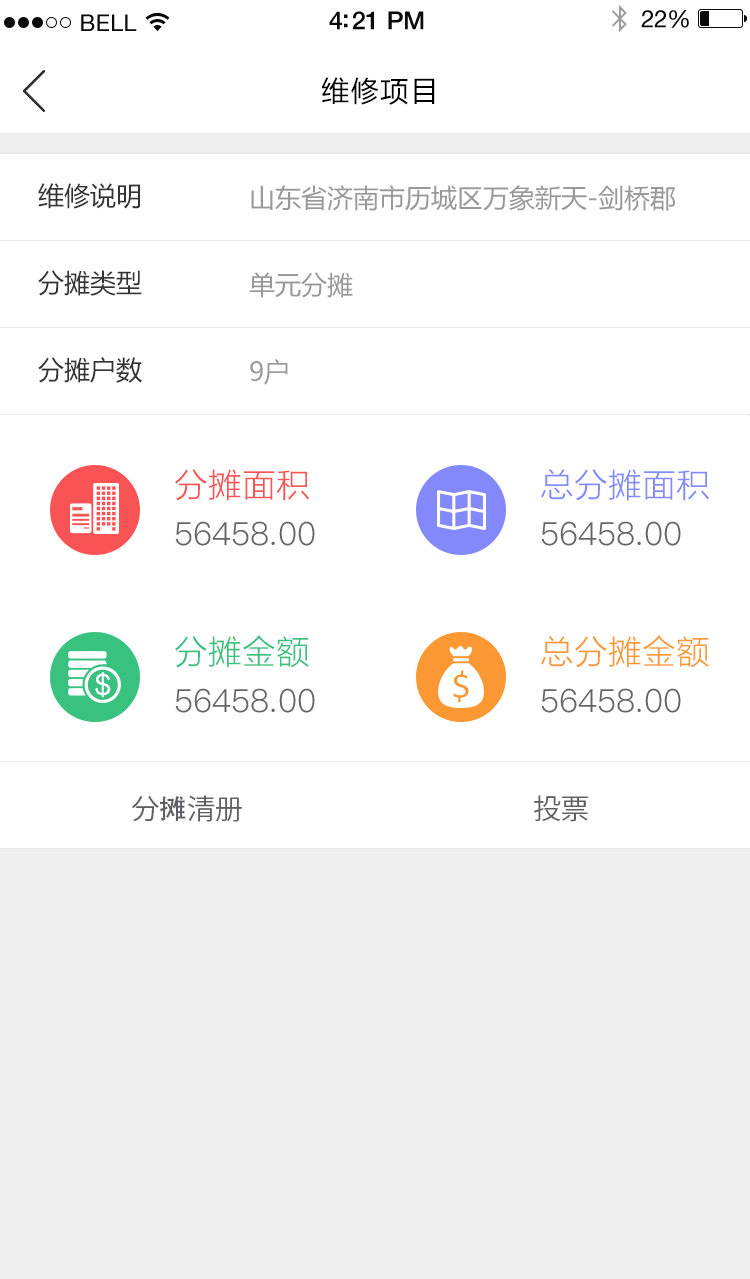 BELL 4:21 PM 22%
维修项目
维修说明 山东省济南市历城区万象新天-剑桥郡
分摊类型 单元分摊
分摊户数 9户
分摊面积 总分摊面积
56458.00 56458.00
分摊金额 总分摊金额
56458.00 56458.00
分摊清册 投票